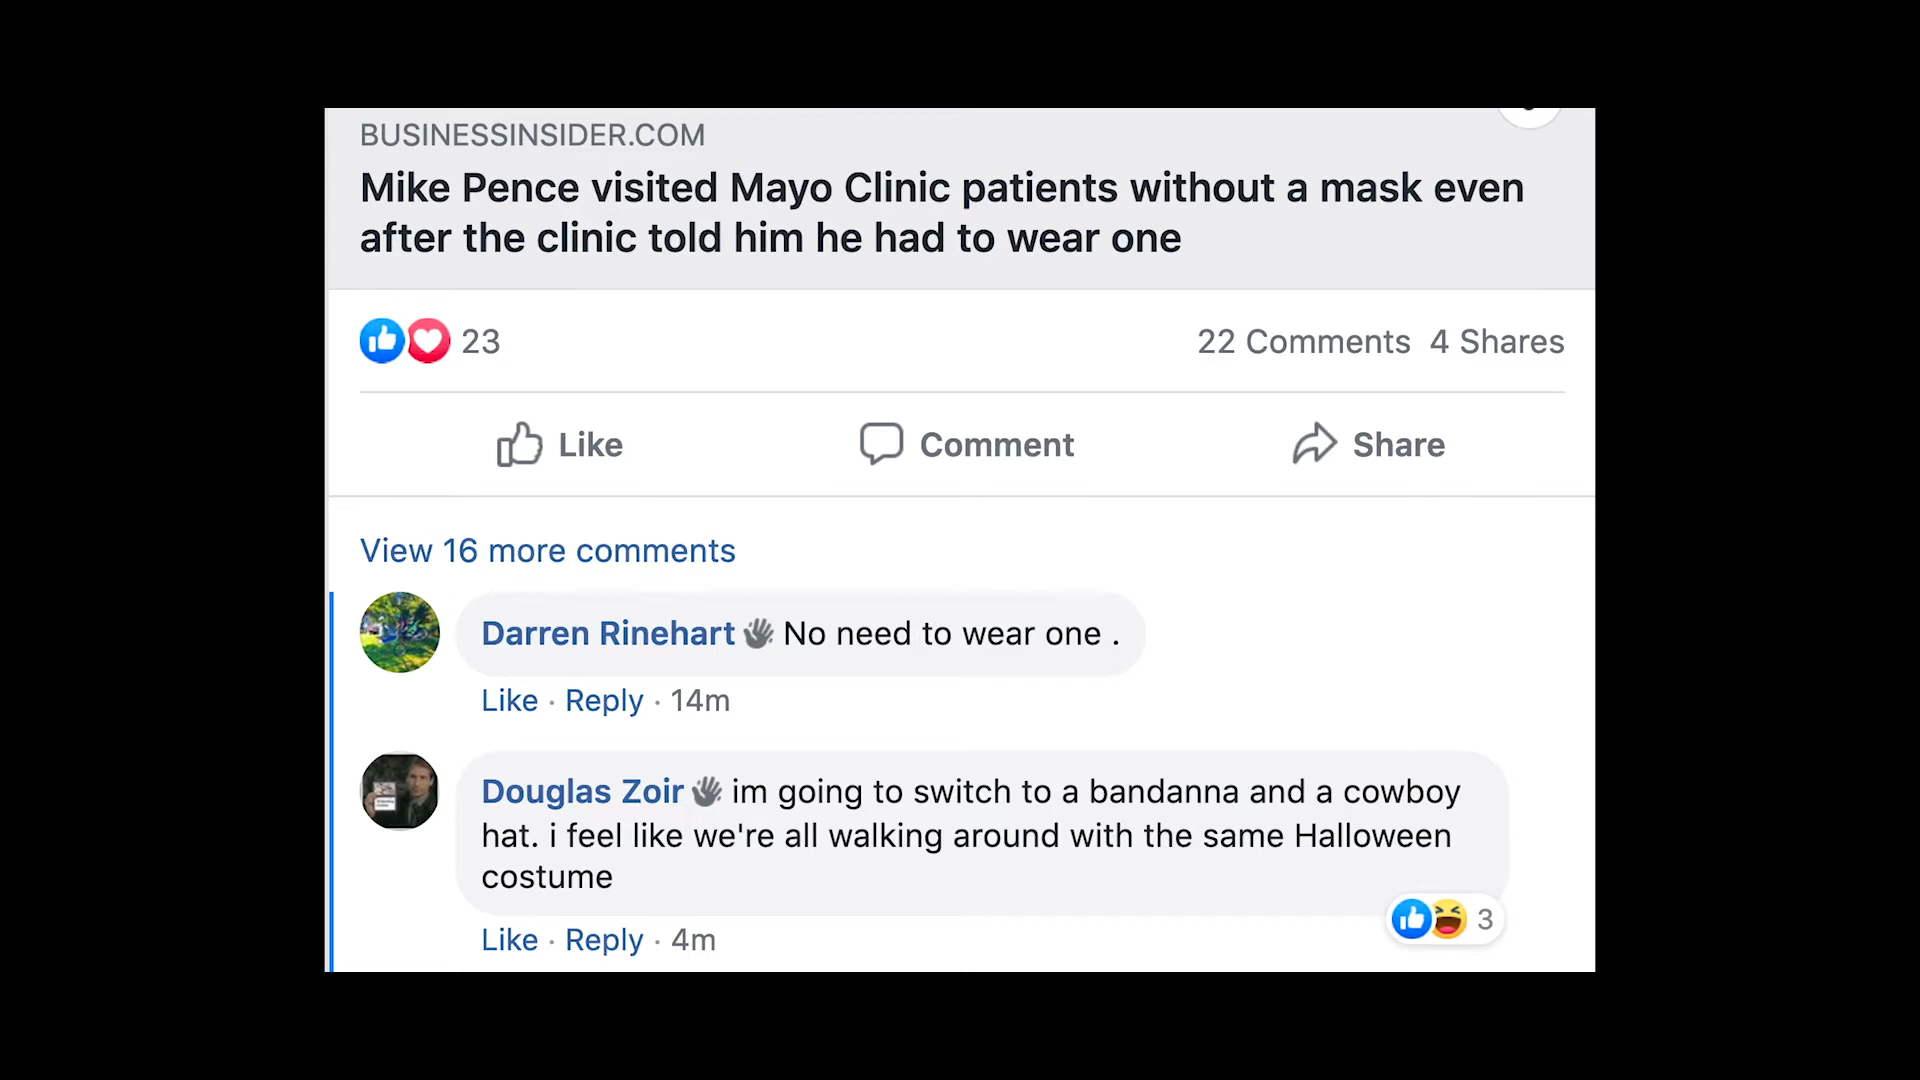 BUSINESSINSIDER.COM
Mike Pence visited Mayo Clinic patients without a mask even
after the clinic told him he had to wear one
23
22 Comments 4 Shares
Like
Comment
Share
View 16 more comments
Darren Rinehart No need to wear one .
Like · Reply · 14m
Douglas Zoir im going to switch to a bandanna and a cowboy
hat. i feel like we're all walking around with the same Halloween
costume
3
Like · Reply · 4m